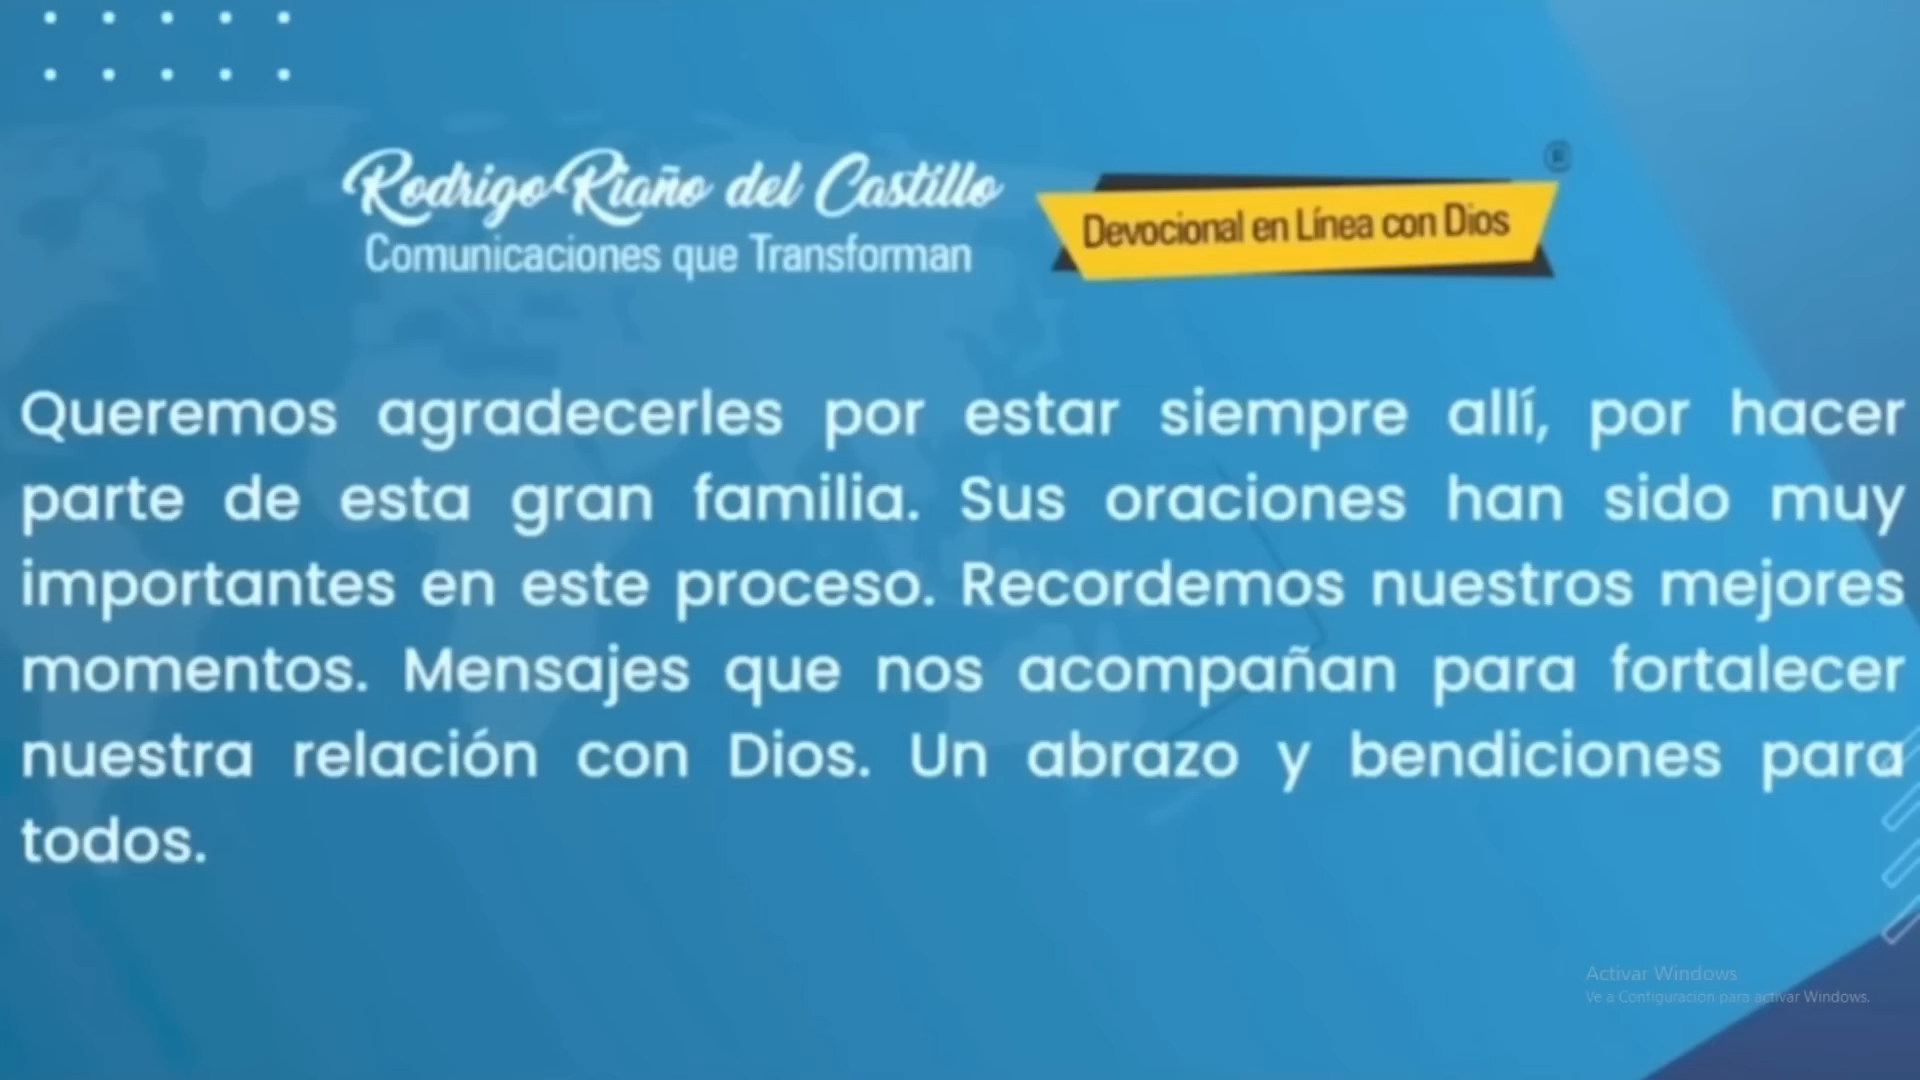 Rodrigo Riaño del Castillo
Comunicaciones que Transforman
Devocional en Línea con Dios
®
Queremos agradecerles por estar siempre allí, por hacer
parte de esta gran familia. Sus oraciones han sido muy
importantes en este proceso. Recordemos nuestros mejores
momentos. Mensajes que nos acompañan para fortalecer
nuestra relación con Dios. Un abrazo y bendiciones para
todos.
Activar Windows
Ve a Configuración para activar Windows.